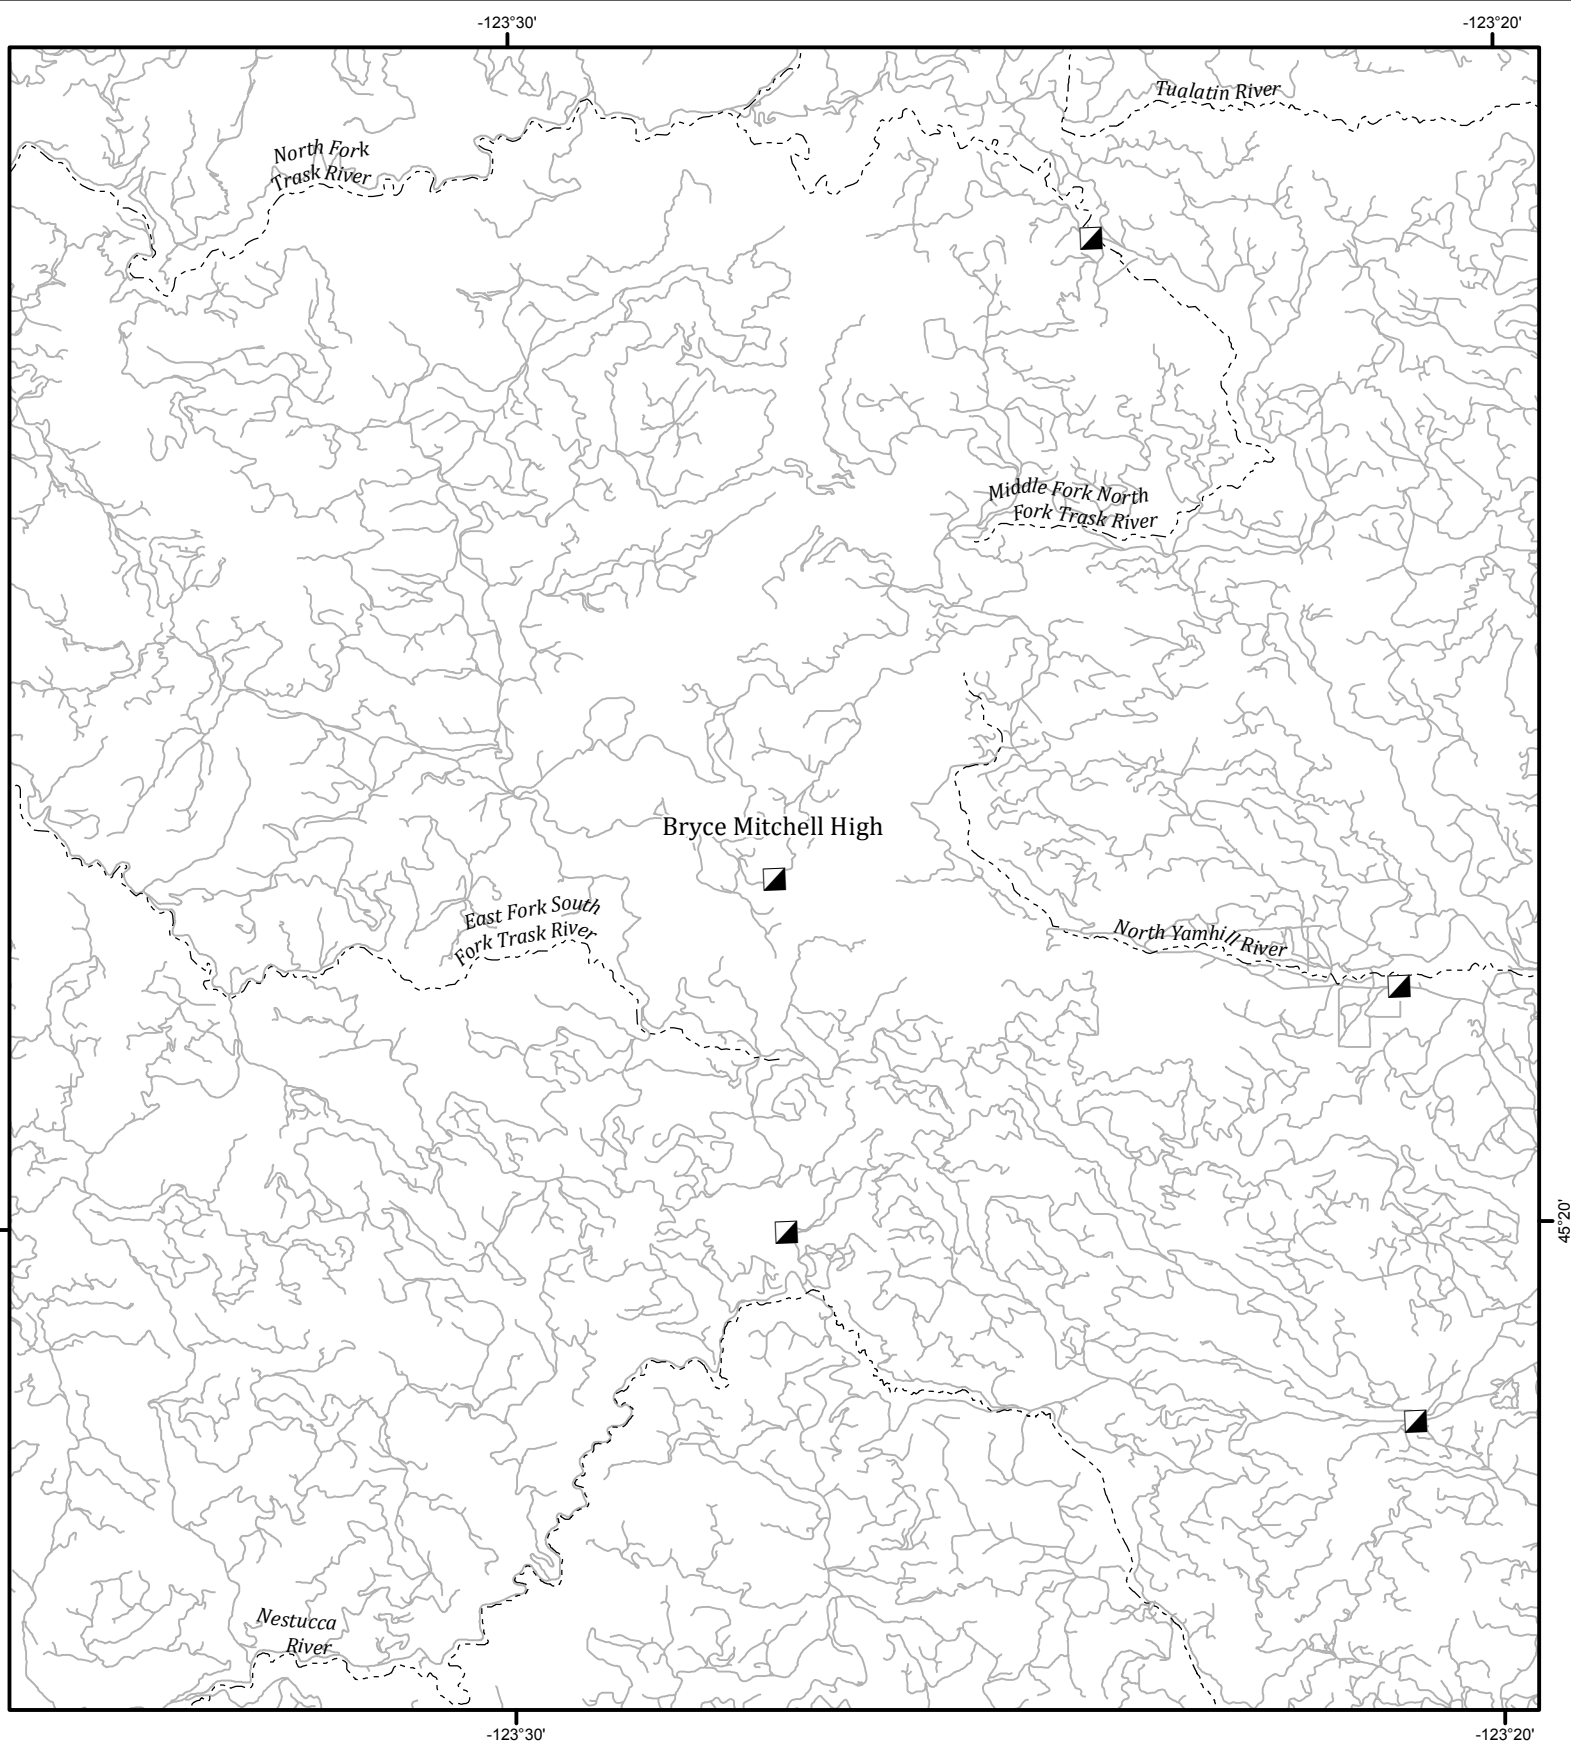 -123°30'
-123°20'
Tualatin River
North Fork
Trask River
Middle Fork North
Fork Trask River
Bryce Mitchell High
East Fork South
Fork Trask River
North Yamhill River
45°20'
Nestucca
River
-123°30'
-123°20'